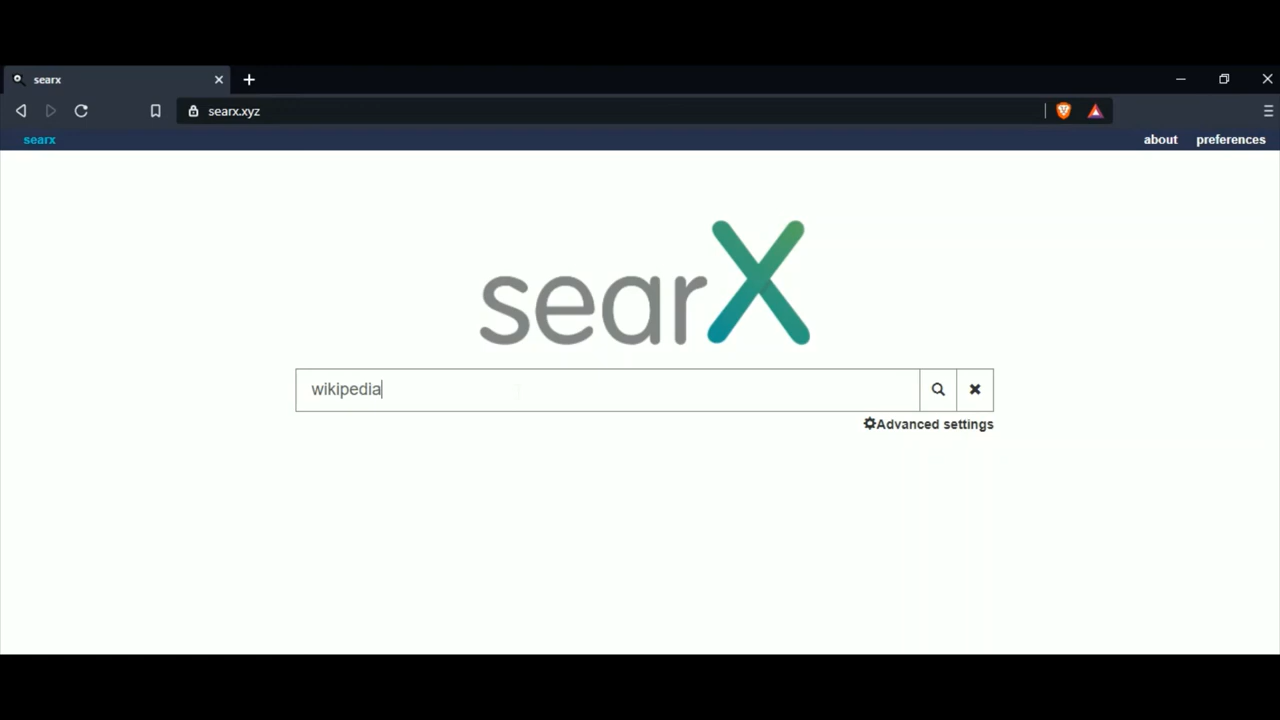 searx
searx.xyz
searx
about
preferences
searX
wikipedia
Advanced settings